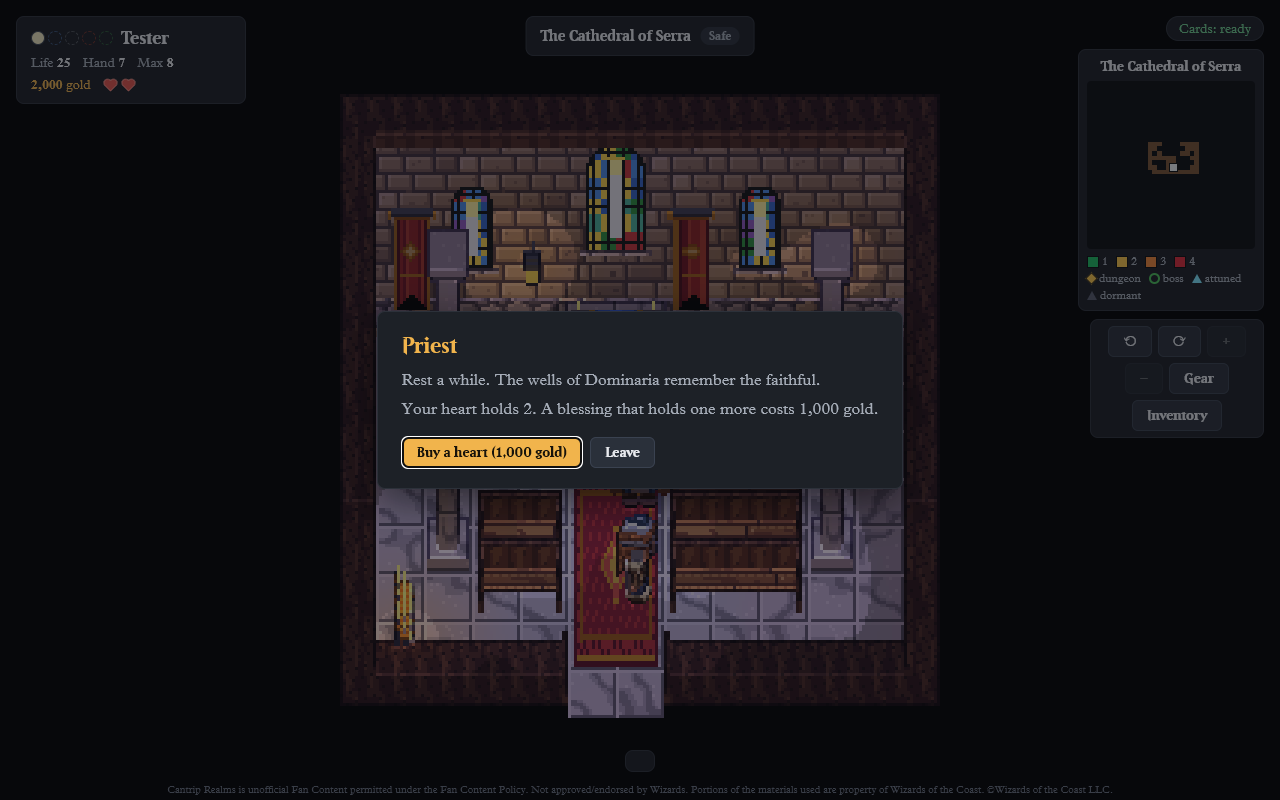 Tester
Life 25 Hand 7 Max 8
2,000 gold
The Cathedral of Serra Safe
Cards: ready
The Cathedral of Serra
1 2 3 4
dungeon boss attuned
dormant
+
− Gear
Inventory
Priest
Rest a while. The wells of Dominaria remember the faithful.
Your heart holds 2. A blessing that holds one more costs 1,000 gold.
Buy a heart (1,000 gold) Leave
Cantrip Realms is unofficial Fan Content permitted under the Fan Content Policy. Not approved/endorsed by Wizards. Portions of the materials used are property of Wizards of the Coast. ©Wizards of the Coast LLC.